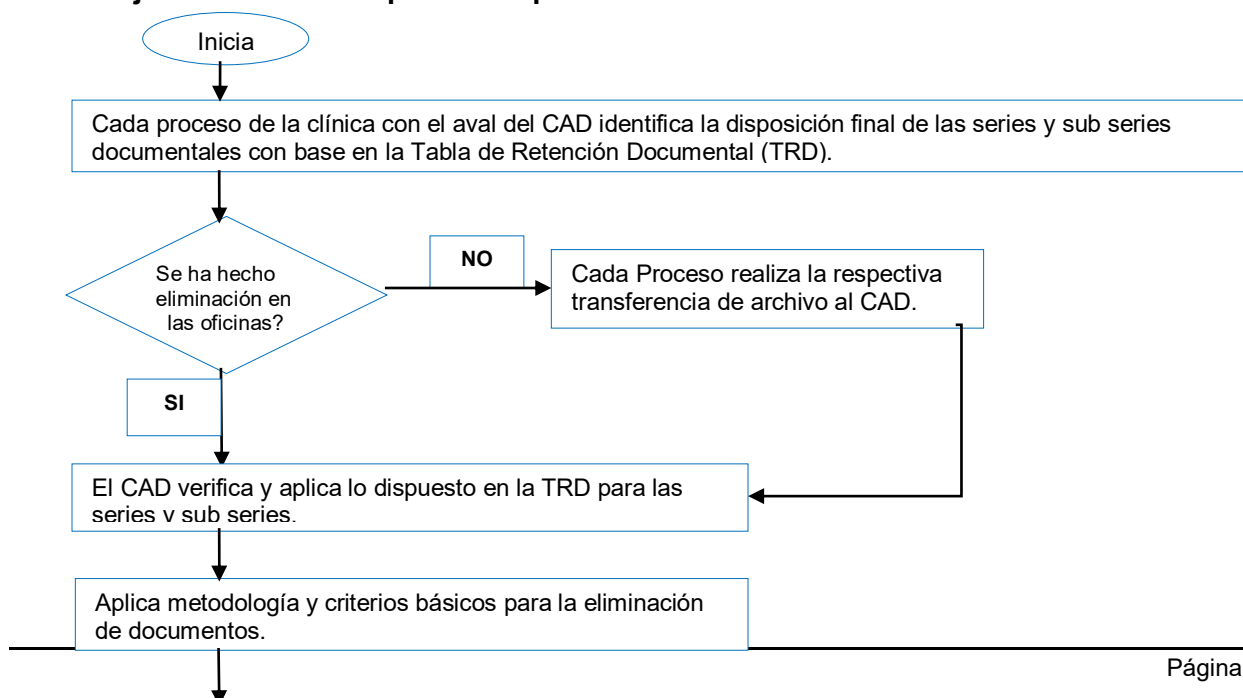 Inicia
Cada proceso de la clínica con el aval del CAD identifica la disposición final de las series y sub series
documentales con base en la Tabla de Retención Documental (TRD).
Se ha hecho
eliminación en
las oficinas?
NO
Cada Proceso realiza la respectiva
transferencia de archivo al CAD.
SI
El CAD verifica y aplica lo dispuesto en la TRD para las
series y sub series.
Aplica metodología y criterios básicos para la eliminación
de documentos.
Página